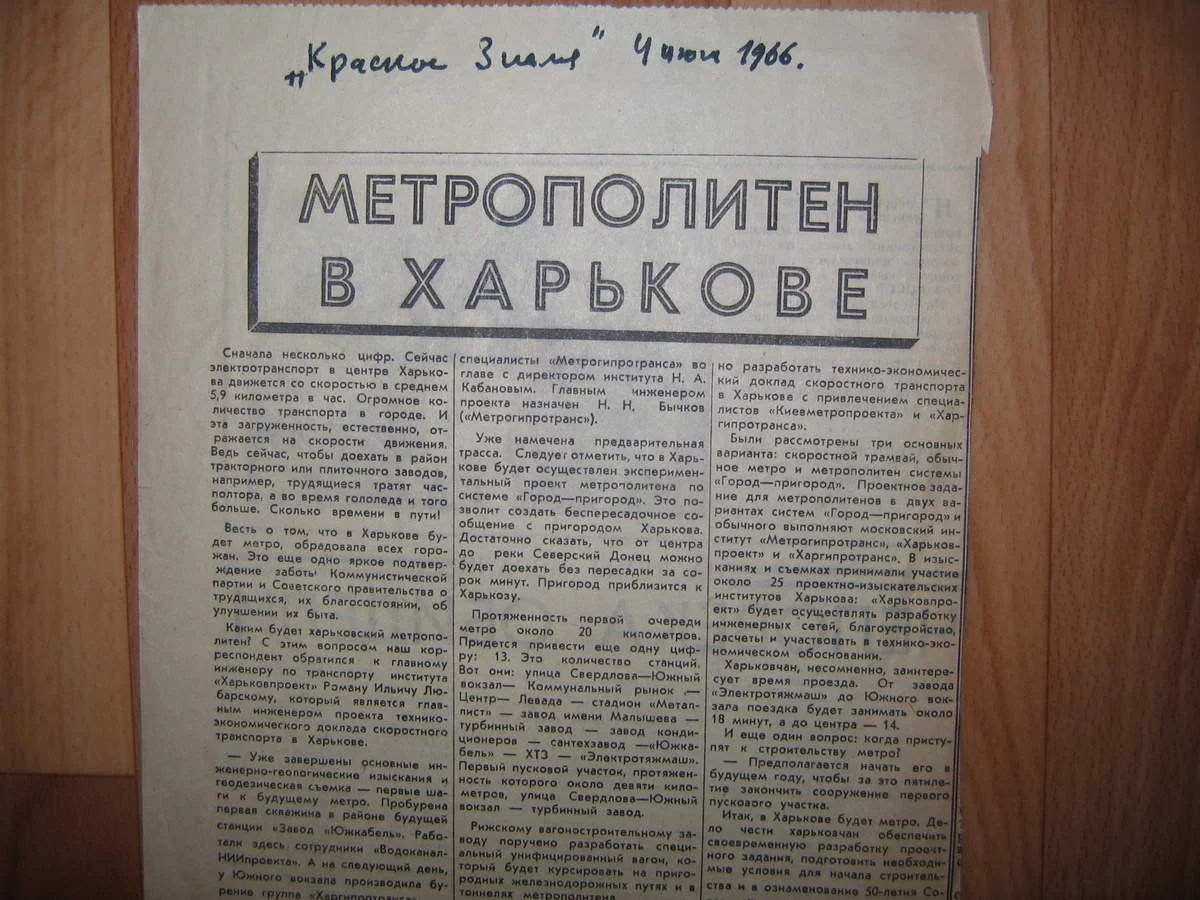 „Красное Знамя" 4 июня 1966.
МЕТРОПОЛИТЕН
В ХАРЬКОВЕ
Сначала несколько цифр. Сейчас
электротранспорт в центре Харько-
ва движется со скоростью в среднем
5,9 километра в час. Огромное ко-
личество транспорта в городе. И
эта загруженность, естественно, от-
ражается на скорости движения.
Ведь сейчас, чтобы доехать в район
тракторного или плиточного заводов,
например, трудящиеся тратят час-
полтора, а во время гололеда и того
больше. Сколько времени в пути!
Весть о том, что в Харькове бу-
дет метро, обрадовала всех горо-
жан. Это еще одно яркое подтвер-
ждение заботы Коммунистической
партии и Советского правительства о
трудящихся, их благосостоянии, об
улучшении их быта.
Каким будет харьковский метропо-
литен? С этим вопросом наш кор-
респондент обратился к главному
инженеру по транспорту института
«Харьковпроект» Роману Ильичу Лю-
барскому, который является глав-
ным инженером проекта технико-
экономического доклада скоростного
транспорта в Харькове.
— Уже завершены основные ин-
женерно-геологические изыскания и
геодезическая съемка — первые ша-
ги к будущему метро. Пробурена
первая скважина в районе будущей
станции «Завод «Южкабель». Рабо-
тали здесь сотрудники «Водоканал-
НИИпроекта». А на следующий день,
у Южного вокзала производила бу-
рение группа «Харгипротранса».
специалисты «Метрогипротранса» во
главе с директором института Н. А.
Кабановым. Главным инженером
проекта назначен Н. Н. Бычков
(«Метрогипротранс»).
Уже намечена предварительная
трасса. Следует отметить, что в Харь-
кове будет осуществлен эксперимен-
тальный проект метрополитена по
системе «Город—пригород». Это по-
зволит создать беспересадочное со-
общение с пригородом Харькова.
Достаточно сказать, что от центра
до реки Северский Донец можно
будет доехать без пересадки за со-
рок минут. Пригород приблизится к
Харькову.
Протяженность первой очереди
метро около 20 километров.
Придется привести еще одну циф-
ру: 13. Это количество станций.
Вот они: улица Свердлова—Южный
вокзал— Коммунальный рынок —
Центр— Левада — стадион «Метал-
лист» — завод имени Малышева —
турбинный завод — завод конди-
ционеров — сантехзавод —«Южка-
бель» — ХТЗ — «Электротяжмаш».
Первый пусковой участок, протяжен-
ность которого около девяти кило-
метров, улица Свердлова—Южный
вокзал — турбинный завод.
Рижскому вагоностроительному за-
воду поручено разработать специ-
альный унифицированный вагон, ко-
торый будет курсировать на приго-
родных железнодорожных путях и в
тоннелях метрополитена.
но разработать технико-экономичес-
кий доклад скоростного транспорта
в Харькове с привлечением специа-
листов «Киевметропроекта» и «Хар-
гипротранса».
Были рассмотрены три основных
варианта: скоростной трамвай, обыч-
ное метро и метрополитен системы
«Город—пригород». Проектное зада-
ние для метрополитенов в двух ва-
риантах систем «Город—пригород» и
обычного выполняют московский ин-
ститут «Метрогипротранс», «Харьков-
проект» и «Харгипротранс». В изыс-
каниях и съемках принимали участие
около 25 проектно-изыскательских
институтов Харькова: «Харьковпро-
ект» будет осуществлять разработку
инженерных сетей, благоустройство,
расчеты и участвовать в технико-эко-
номическом обосновании.
Харьковчан, несомненно, заинтере-
сует время проезда. От завода
«Электротяжмаш» до Южного вок-
зала поездка будет занимать около
18 минут, а до центра — 14.
И еще один вопрос: когда присту-
пят к строительству метро?
— Предполагается начать его в
будущем году, чтобы за это пятиле-
тие закончить сооружение первого
пускового участка.
Итак, в Харькове будет метро. Де-
ло чести харьковчан обеспечить
своевременную разработку проект-
ного задания, подготовить необходи-
мые условия для начала строитель-
ства и в ознаменование 50-летия Со-